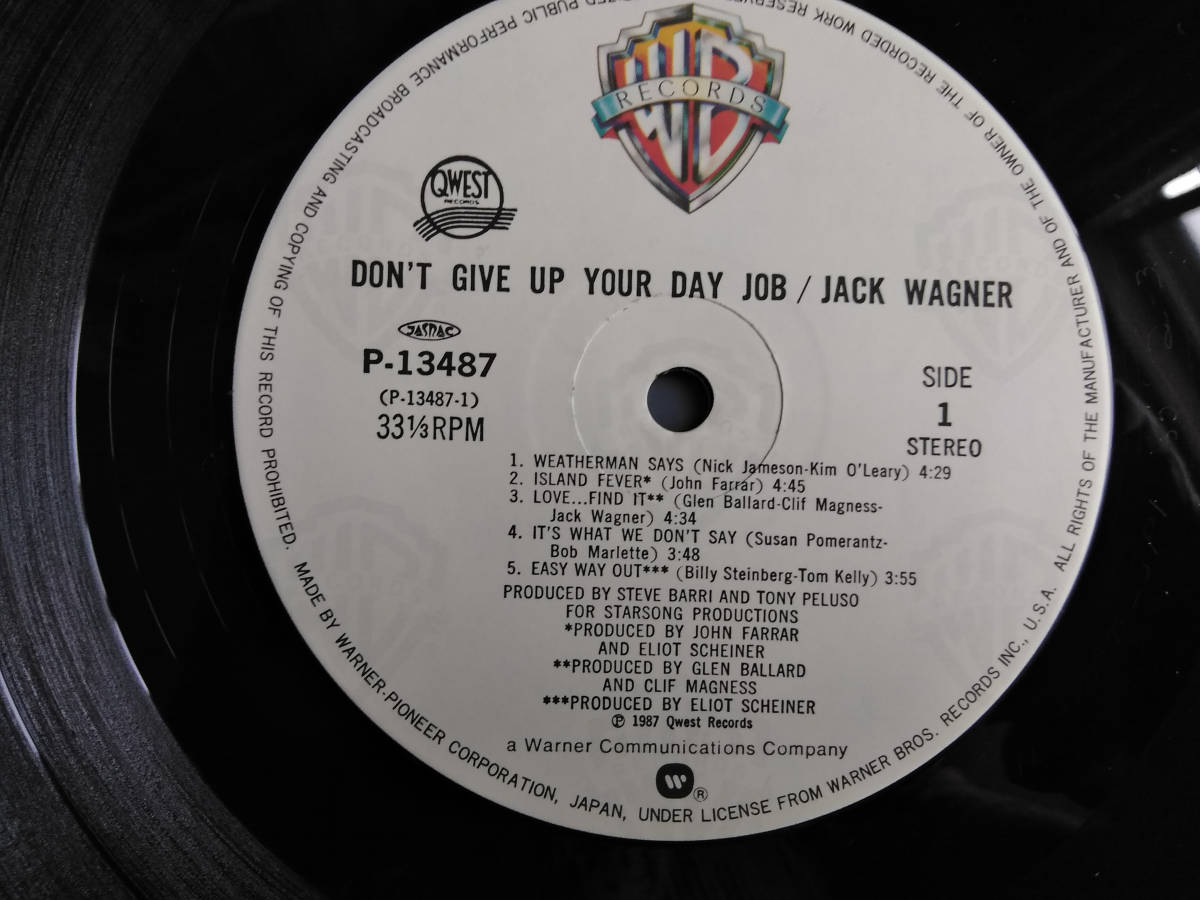 WB
RECORDS
QWEST
RECORDS
DON'T GIVE UP YOUR DAY JOB / JACK WAGNER
JASRAC
P-13487
(P-13487-1)
33⅓RPM
SIDE
1
STEREO
1. WEATHERMAN SAYS (Nick Jameson-Kim O'Leary) 4:29
2. ISLAND FEVER* (John Farrar) 4:45
3. LOVE...FIND IT** (Glen Ballard-Clif Magness-
Jack Wagner) 4:34
4. IT'S WHAT WE DON'T SAY (Susan Pomerantz-
Bob Marlette) 3:48
5. EASY WAY OUT*** (Billy Steinberg-Tom Kelly) 3:55
PRODUCED BY STEVE BARRI AND TONY PELUSO
FOR STARSONG PRODUCTIONS
*PRODUCED BY JOHN FARRAR
AND ELIOT SCHEINER
**PRODUCED BY GLEN BALLARD
AND CLIF MAGNESS
***PRODUCED BY ELIOT SCHEINER
℗ 1987 Qwest Records
a Warner Communications Company
®
MADE BY WARNER-PIONEER CORPORATION, JAPAN, UNDER LICENSE FROM WARNER BROS. RECORDS INC., U.S.A. ALL RIGHTS OF THE MANUFACTURER AND OF THE OWNER OF THE RECORDED WORK PUBLIC PERFORMANCE BROADCASTING AND COPYING OF THIS RECORD PROHIBITED.